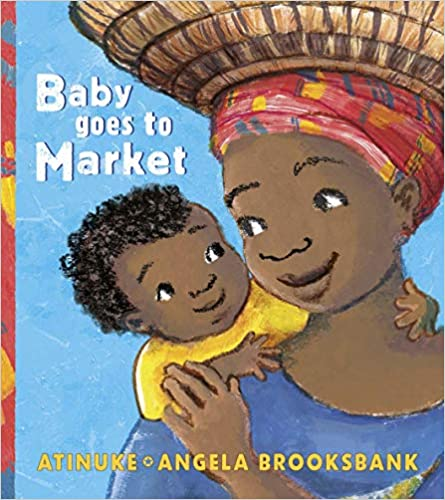 Baby
goes to
Market
ATINUKE ✪ ANGELA BROOKSBANK